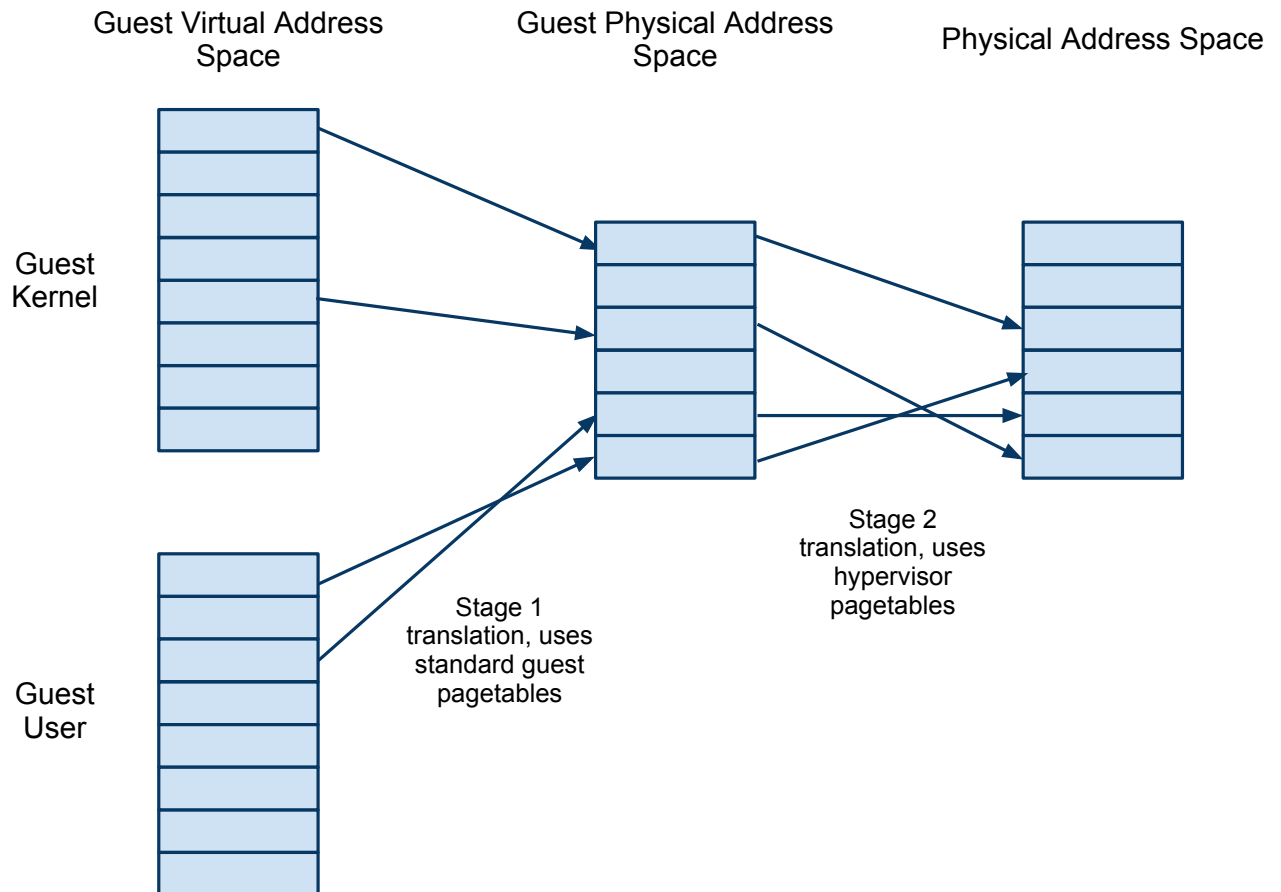 Guest Virtual Address
Space
Guest Physical Address
Space
Physical Address Space
Guest
Kernel
Stage 2
translation, uses
hypervisor
pagetables
Stage 1
translation, uses
standard guest
pagetables
Guest
User